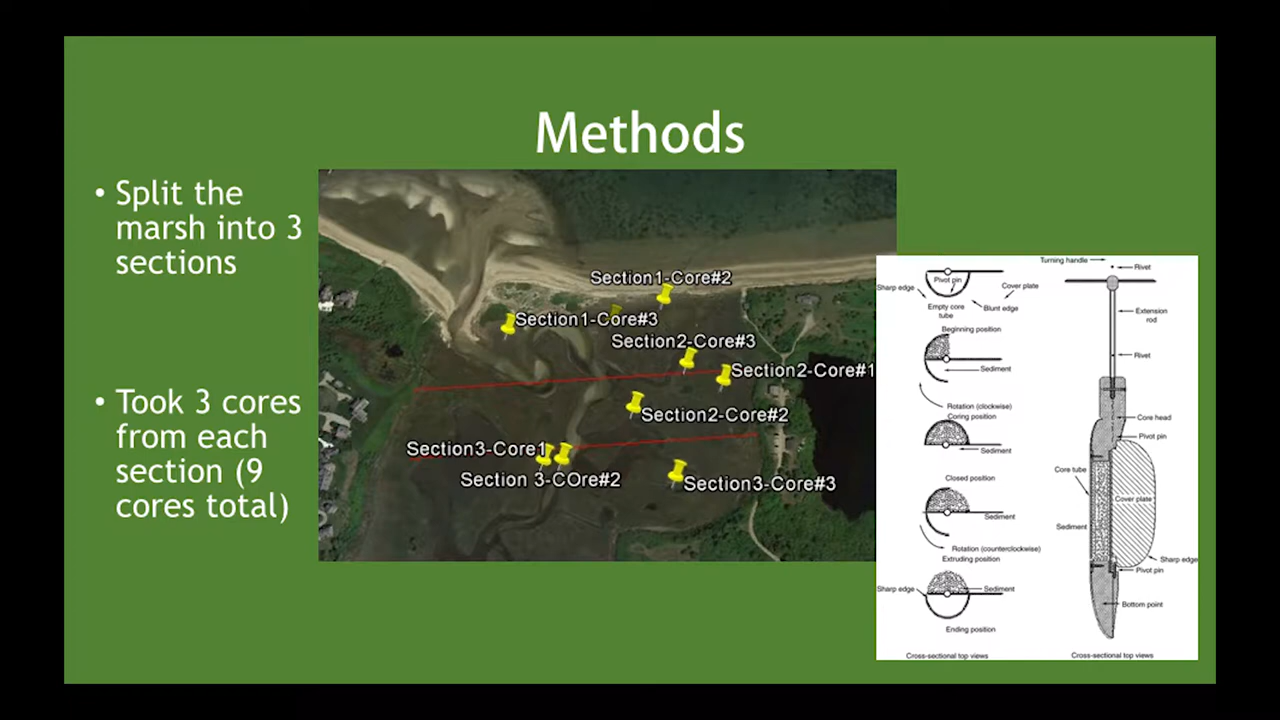 Methods
• Split the
marsh into 3
sections
• Took 3 cores
from each
section (9
cores total)
Section1-Core#2
Section1-Core#3
Section2-Core#3
Section2-Core#1
Section2-Core#2
Section3-Core1
Section 3-COre#2
Section3-Core#3
Pivot pin
Sharp edge
Cover plate
Empty core
tube
Blunt edge
Beginning position
Sediment
Rotation (clockwise)
Coring position
Sediment
Closed position
Sediment
Rotation (counterclockwise)
Extruding position
Sharp edge
Sediment
Ending position
Cross-sectional top views
Turning handle
Rivet
Extension
rod
Rivet
Core head
Pivot pin
Core tube
Cover plate
Sediment
Sharp edge
Pivot pin
Bottom point
Cross-sectional top views